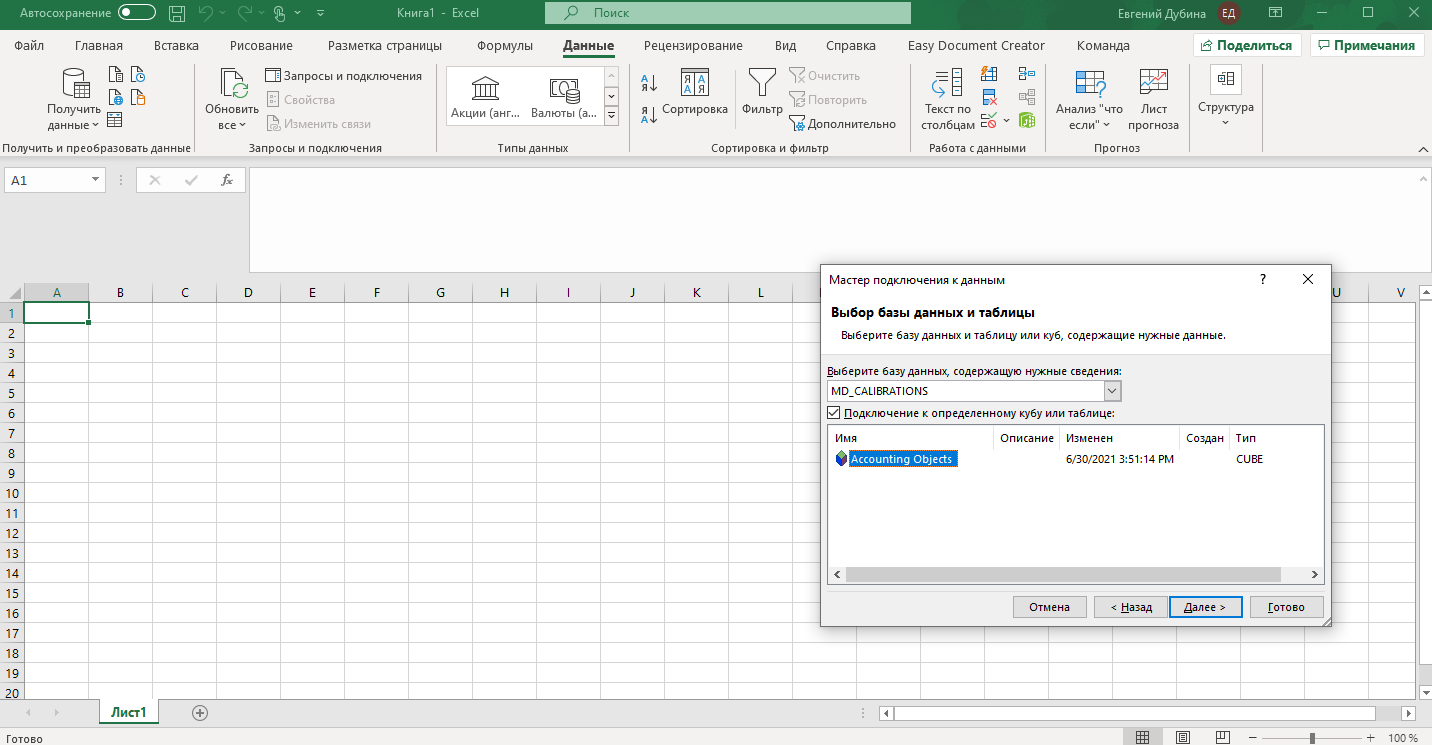 Автосохранение
Книга1 - Excel
Поиск
Евгений Дубина ЕД
Файл Главная Вставка Рисование Разметка страницы Формулы Данные Рецензирование Вид Справка Easy Document Creator Команда Поделиться Примечания
Получить данные
Обновить все
Запросы и подключения
Свойства
Изменить связи
Акции (анг... Валюты (а...
Сортировка
Фильтр
Очистить
Повторить
Дополнительно
Текст по столбцам
Анализ "что если"
Лист прогноза
Структура
Получить и преобразовать данные Запросы и подключения Типы данных Сортировка и фильтр Работа с данными Прогноз
A1 fx
A B C D E F G H I J K L U V
1
2
3
4
5
6
7
8
9
10
11
12
13
14
15
16
17
18
19
20
Мастер подключения к данным ?
Выбор базы данных и таблицы
Выберите базу данных и таблицу или куб, содержащие нужные данные.
Выберите базу данных, содержащую нужные сведения:
MD_CALIBRATIONS
Подключение к определенному кубу или таблице:
Имя Описание Изменен Создан Тип
Accounting Objects 6/30/2021 3:51:14 PM CUBE
Отмена < Назад Далее > Готово
Лист1
Готово 100 %